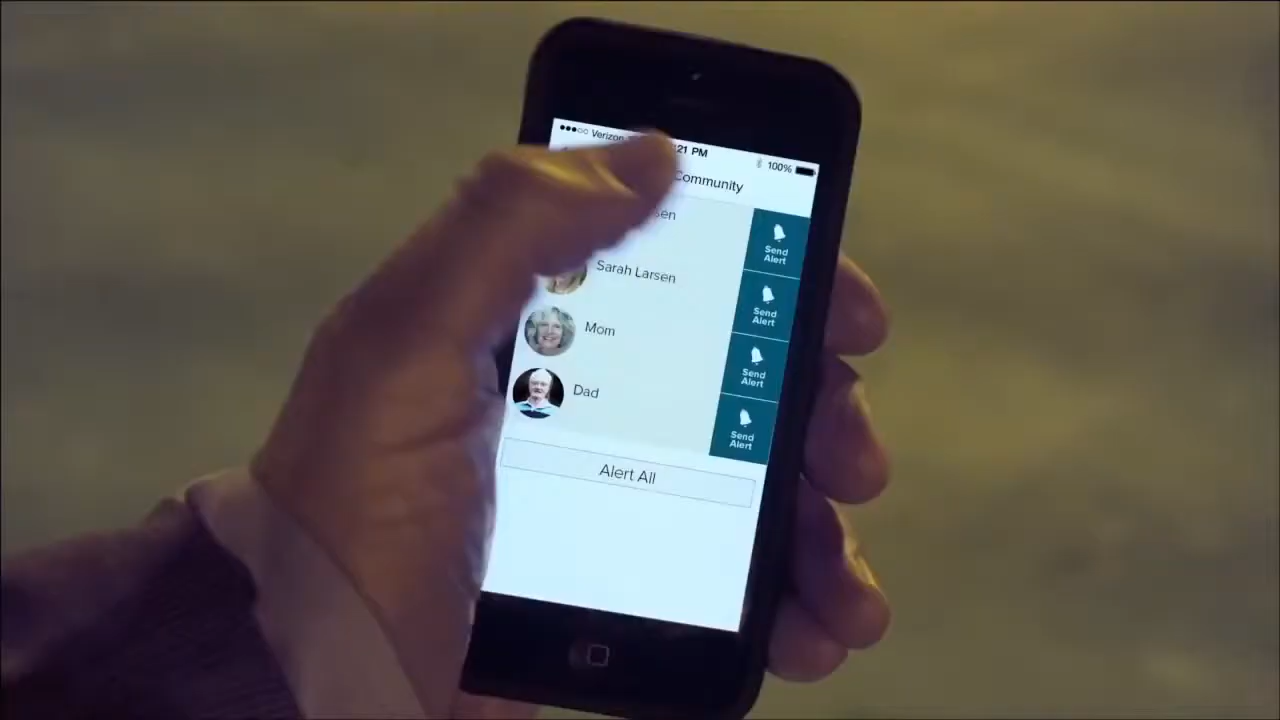 Verizon
21 PM
100%
Community
sen
Send
Alert
Sarah Larsen
Send
Alert
Mom
Send
Alert
Dad
Send
Alert
Alert All